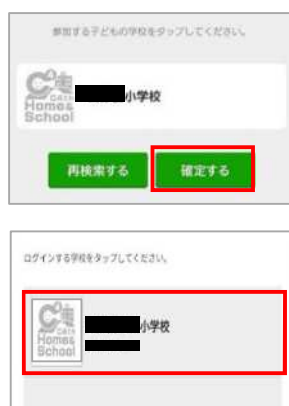 参加する子どもの学校をタップしてください。
C4th
Home&
School
小学校
再検索する
確定する
ログインする学校をタップしてください。
C4th
Home&
School
小学校